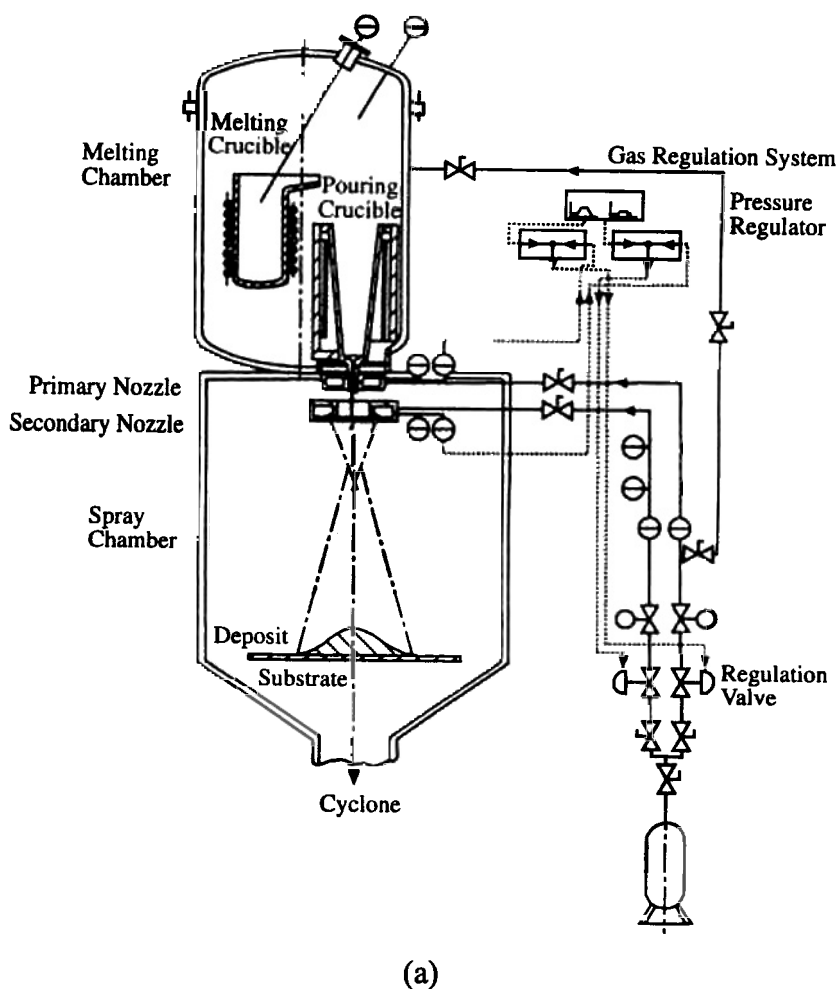 Melting
Crucible
Melting
Chamber
Pouring
Crucible
Gas Regulation System
Pressure
Regulator
Primary Nozzle
Secondary Nozzle
Spray
Chamber
Deposit
Substrate
Regulation
Valve
Cyclone
(a)